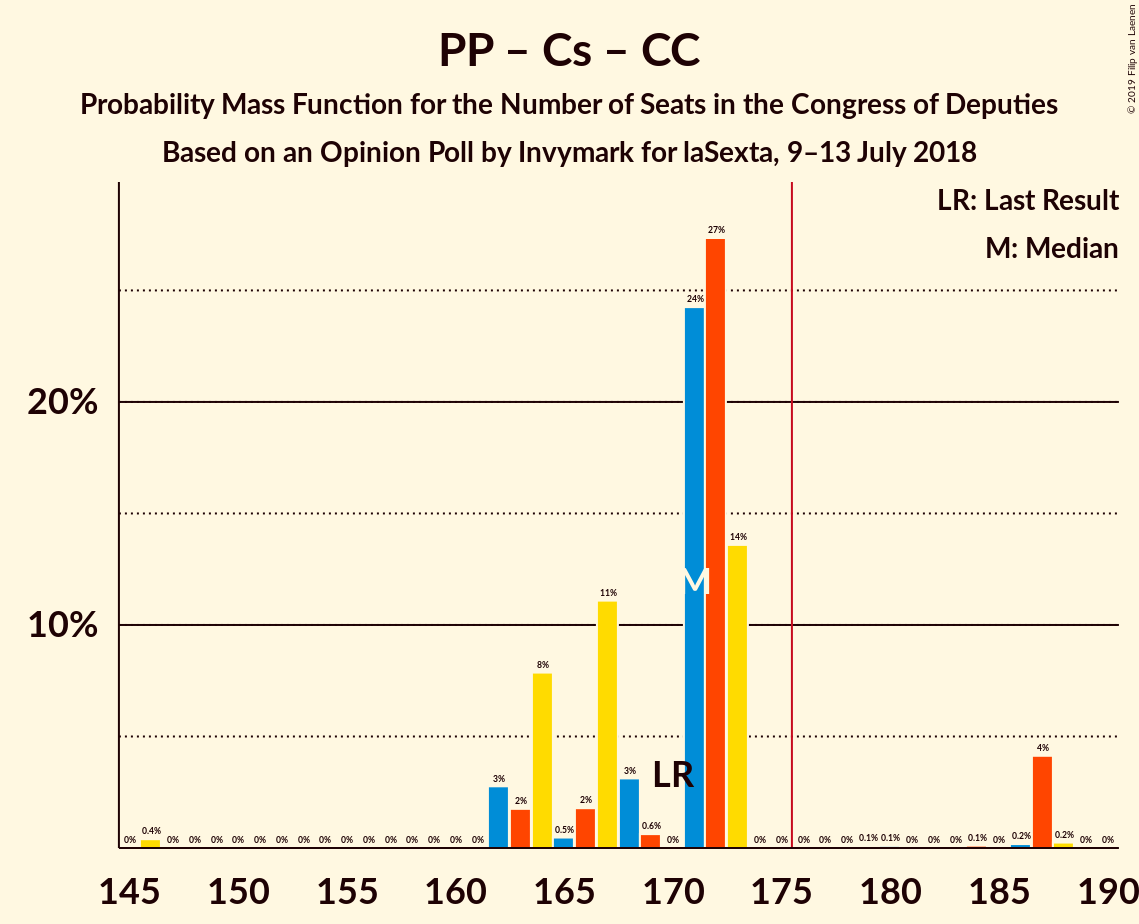 PP – Cs – CC
Probability Mass Function for the Number of Seats in the Congress of Deputies
Based on an Opinion Poll by Invymark for laSexta, 9–13 July 2018
© 2019 Filip van Laenen
LR: Last Result
M: Median
20%
10%
0% 0.4% 0% 0% 0% 0% 0% 0% 0% 0% 0% 0% 0% 0% 0% 0% 0% 3% 2% 8% 0.5% 2% 11% 3% 0.6% 0% 24% 27% 14% 0% 0% 0% 0% 0% 0.1% 0.1% 0% 0% 0% 0.1% 0% 0.2% 4% 0.2% 0% 0%
M
LR
145 150 155 160 165 170 175 180 185 190